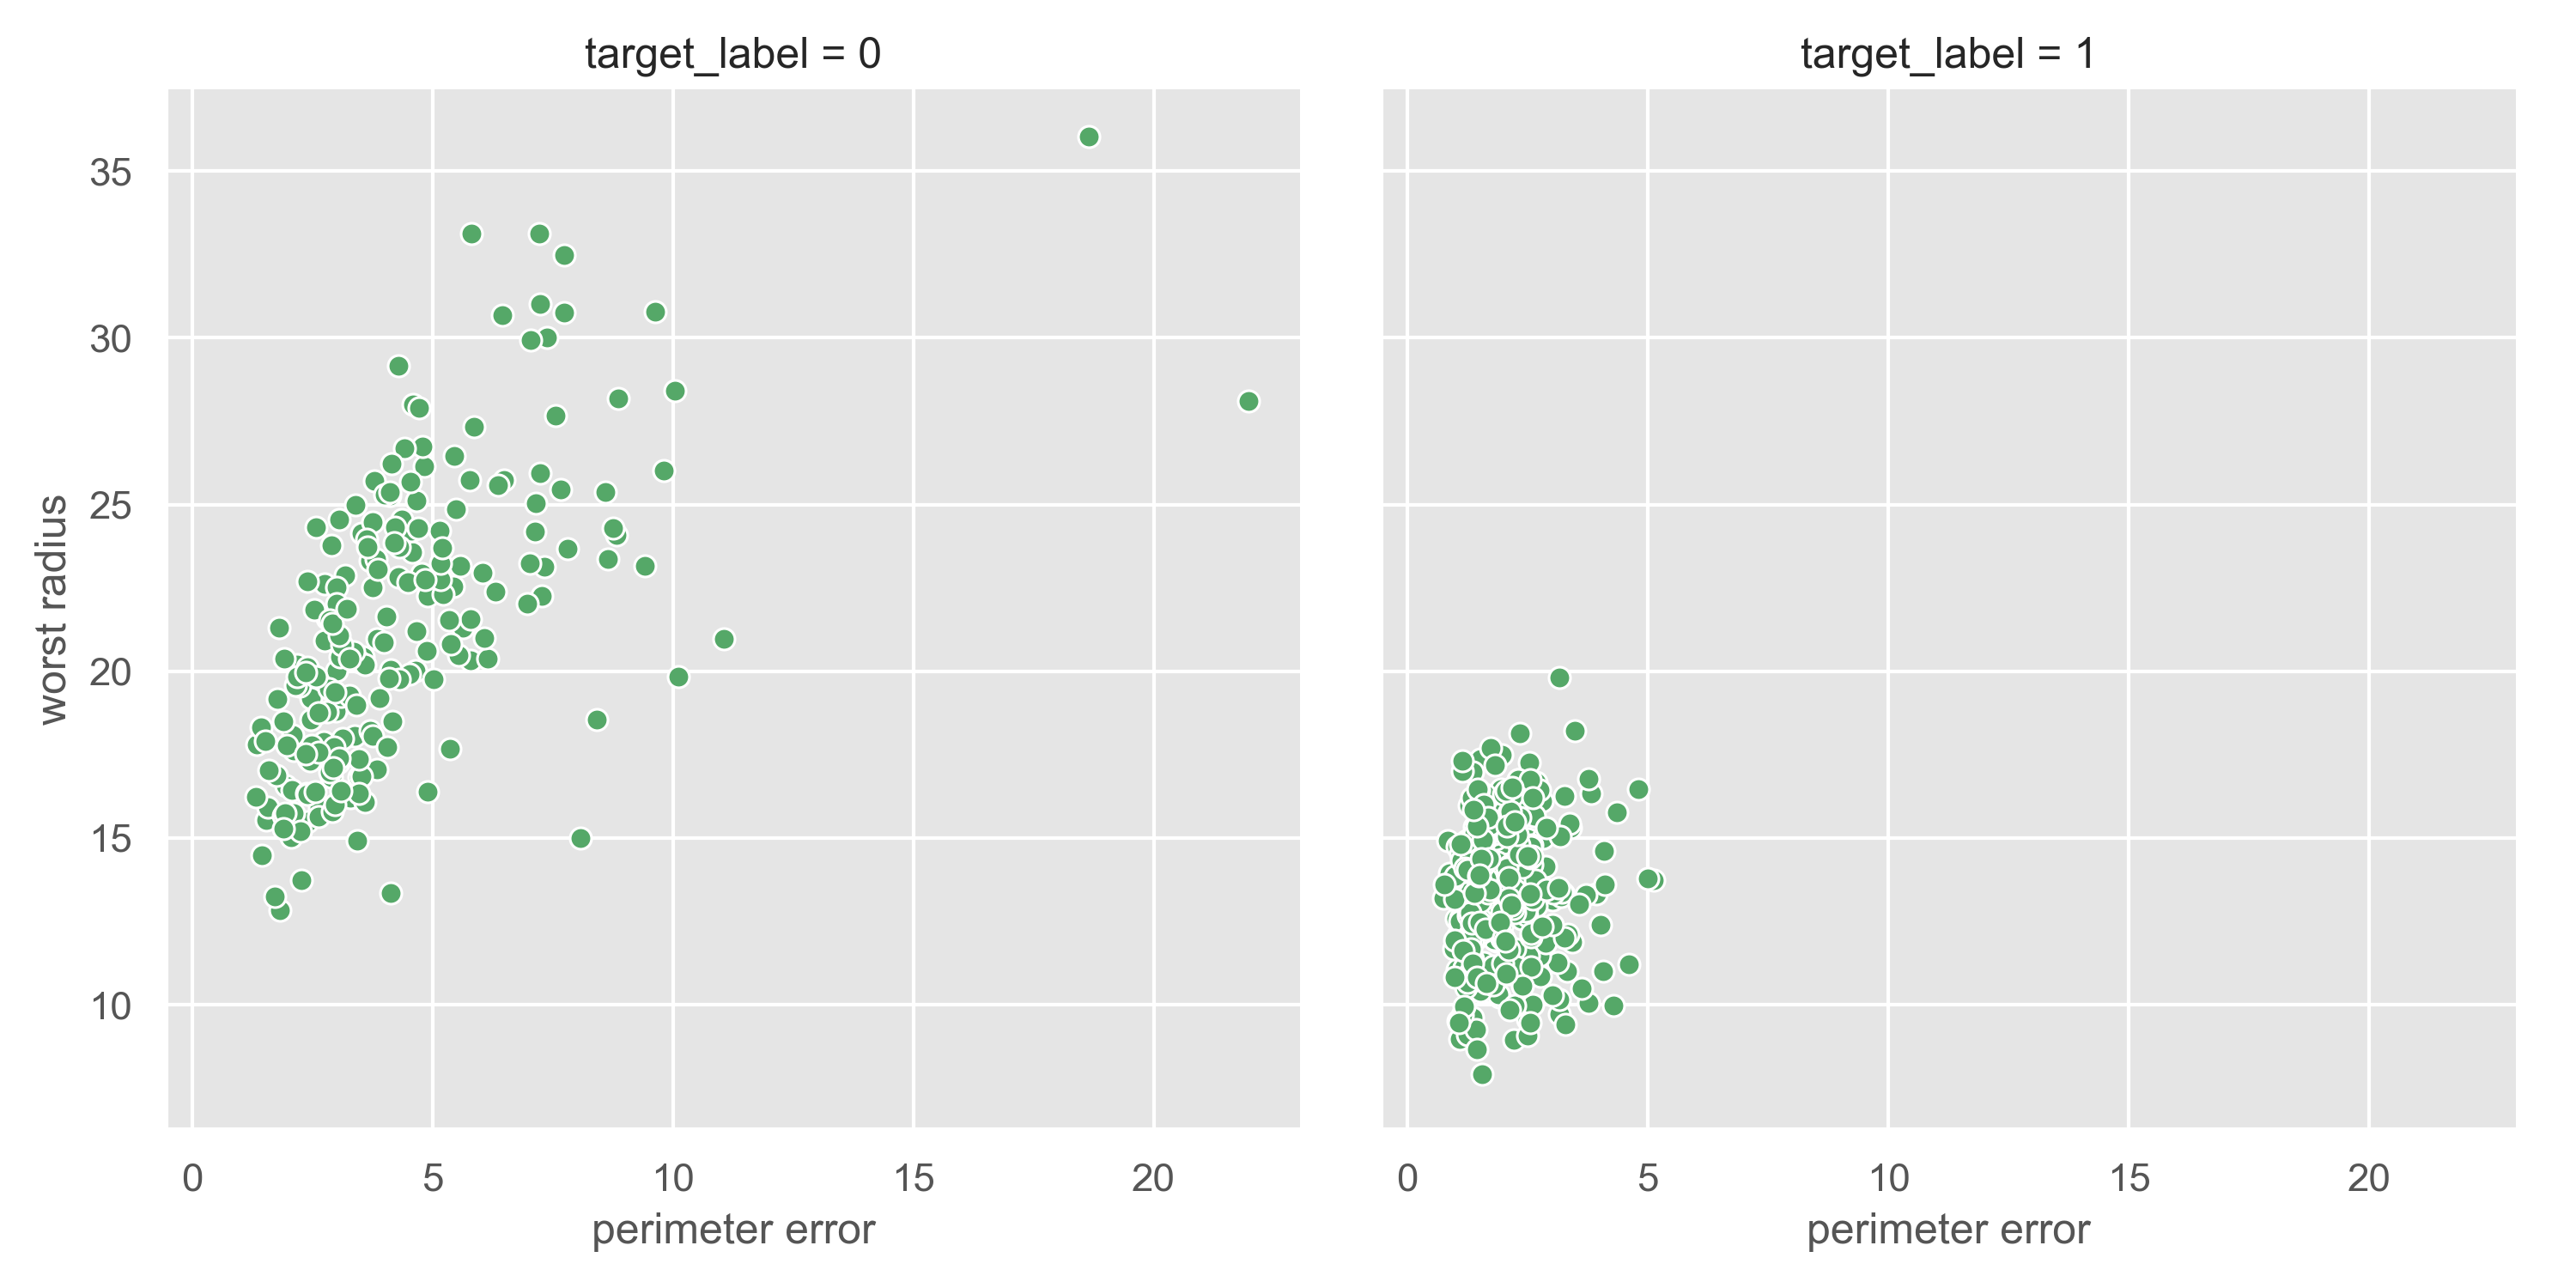 target_label = 0
target_label = 1
worst radius
35
30
25
20
15
10
0 5 10 15 20
0 5 10 15 20
perimeter error
perimeter error